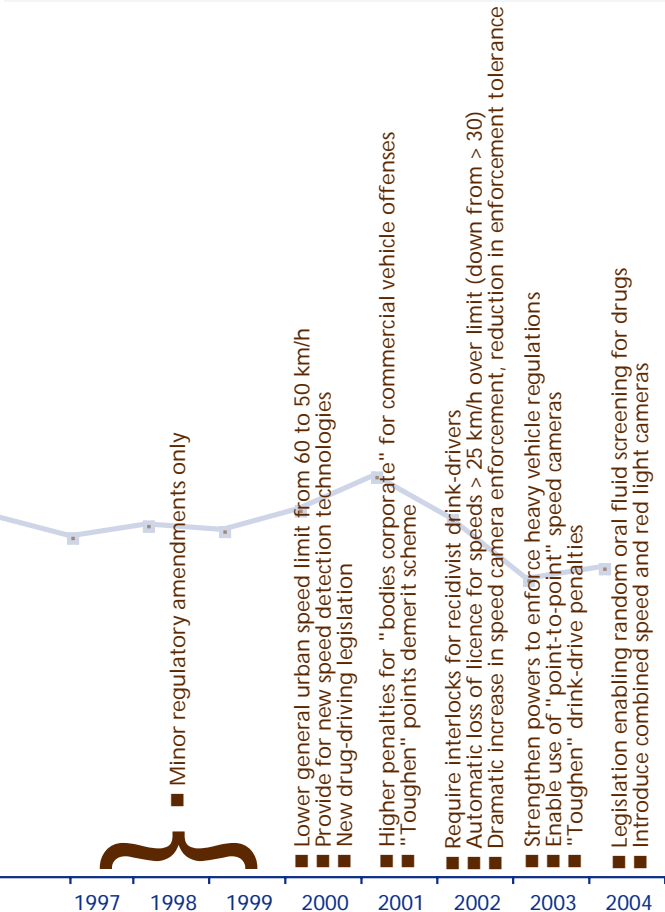 Minor regulatory amendments only
Lower general urban speed limit from 60 to 50 km/h
Provide for new speed detection technologies
New drug-driving legislation
Higher penalties for "bodies corporate" for commercial vehicle offenses
"Toughen" points demerit scheme
Require interlocks for recidivist drink-drivers
Automatic loss of licence for speeds > 25 km/h over limit (down from > 30)
Dramatic increase in speed camera enforcement, reduction in enforcement tolerance
Strengthen powers to enforce heavy vehicle regulations
Enable use of "point-to-point" speed cameras
"Toughen" drink-drive penalties
Legislation enabling random oral fluid screening for drugs
Introduce combined speed and red light cameras
1997 1998 1999 2000 2001 2002 2003 2004